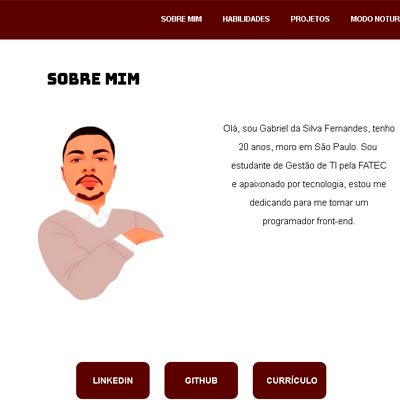 SOBRE MIM HABILIDADES PROJETOS MODO NOTUR
SOBRE MIM
Olá, sou Gabriel da Silva Fernandes, tenho
20 anos, moro em São Paulo. Sou
estudante de Gestão de TI pela FATEC
e apaixonado por tecnologia, estou me
dedicando para me tornar um
programador front-end.
LINKEDIN GITHUB CURRÍCULO